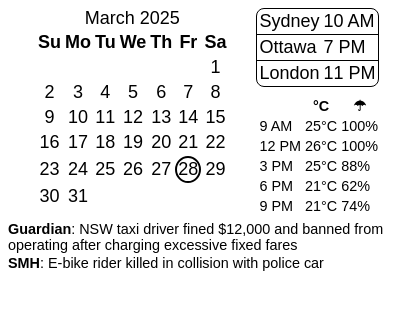 March 2025
Su Mo Tu We Th Fr Sa
1
2 3 4 5 6 7 8
9 10 11 12 13 14 15
16 17 18 19 20 21 22
23 24 25 26 27 28 29
30 31
Sydney 10 AM
Ottawa 7 PM
London 11 PM
°C ☂
9 AM 25°C 100%
12 PM 26°C 100%
3 PM 25°C 88%
6 PM 21°C 62%
9 PM 21°C 74%
Guardian: NSW taxi driver fined $12,000 and banned from
operating after charging excessive fixed fares
SMH: E-bike rider killed in collision with police car